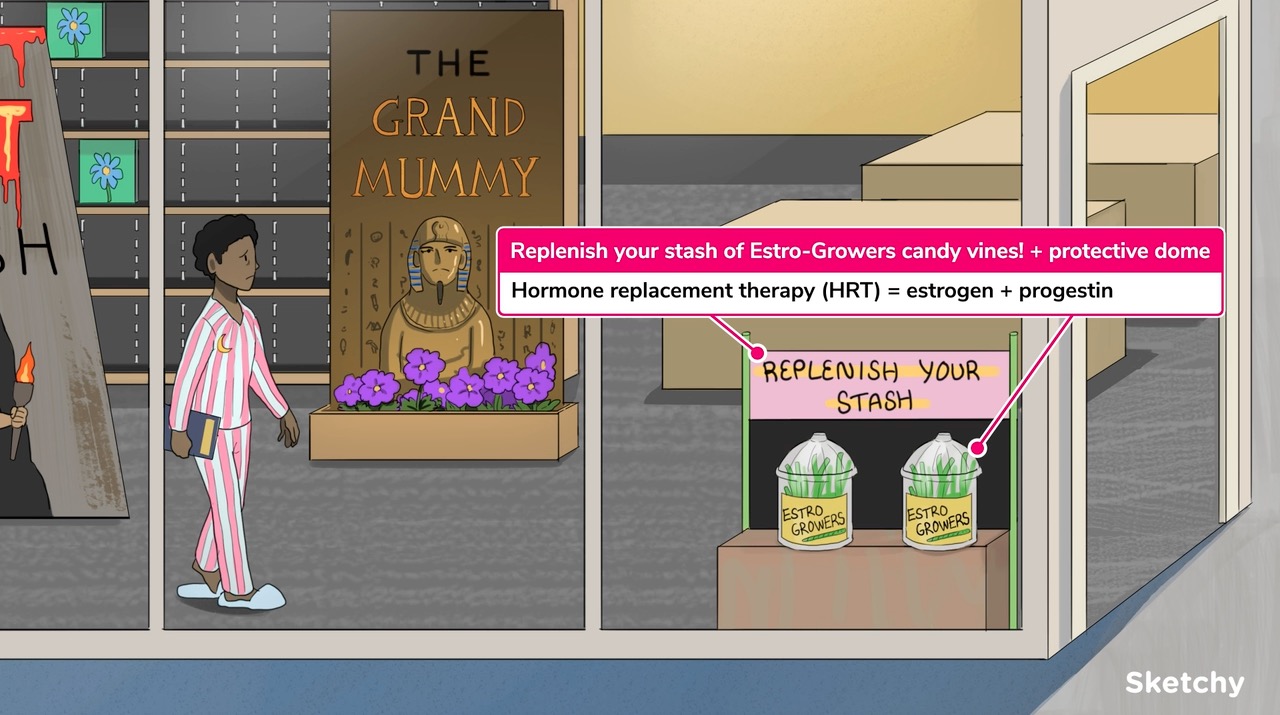 T
SH
THE
GRAND
MUMMY
Replenish your stash of Estro-Growers candy vines! + protective dome
Hormone replacement therapy (HRT) = estrogen + progestin
REPLENISH YOUR
STASH
ESTRO
GROWERS
ESTRO
GROWERS
Sketchy